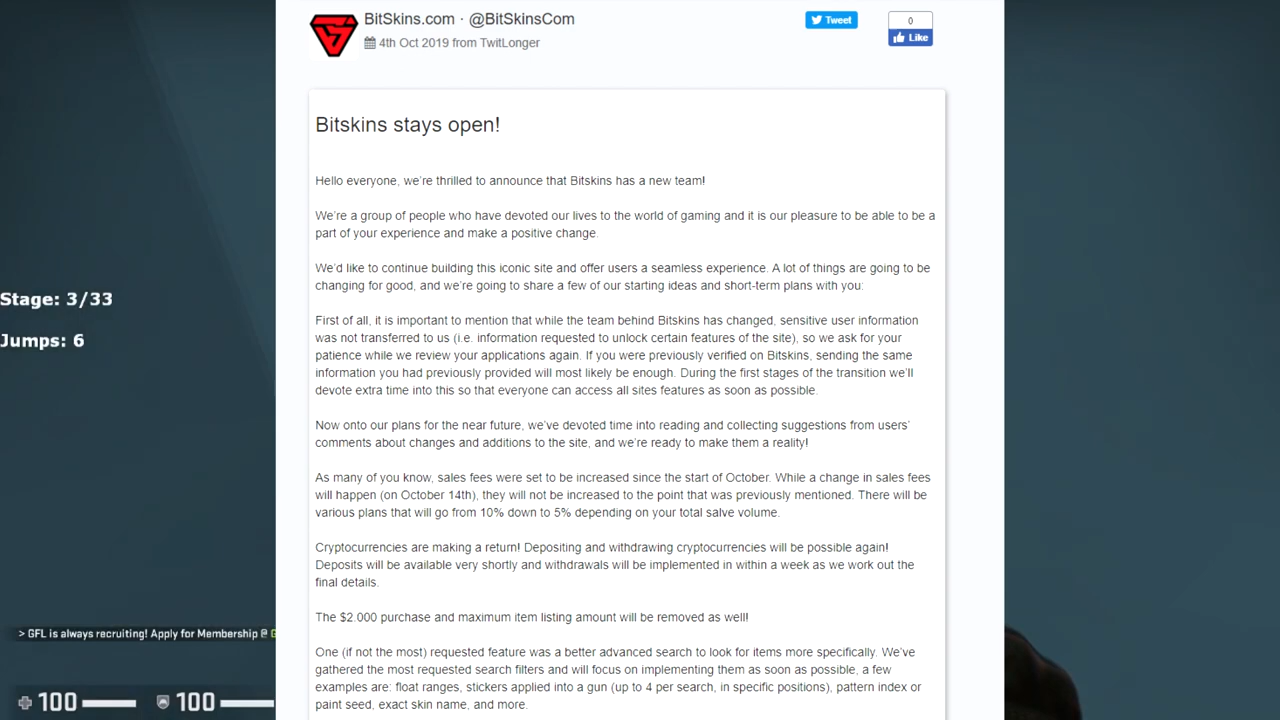 BitSkins.com · @BitSkinsCom
Tweet
0
Like
4th Oct 2019 from TwitLonger
Bitskins stays open!
Hello everyone, we're thrilled to announce that Bitskins has a new team!
We're a group of people who have devoted our lives to the world of gaming and it is our pleasure to be able to be a
part of your experience and make a positive change.
We'd like to continue building this iconic site and offer users a seamless experience. A lot of things are going to be
changing for good, and we're going to share a few of our starting ideas and short-term plans with you:
First of all, it is important to mention that while the team behind Bitskins has changed, sensitive user information
was not transferred to us (i.e. information requested to unlock certain features of the site), so we ask for your
patience while we review your applications again. If you were previously verified on Bitskins, sending the same
information you had previously provided will most likely be enough. During the first stages of the transition we'll
devote extra time into this so that everyone can access all sites features as soon as possible.
Now onto our plans for the near future, we've devoted time into reading and collecting suggestions from users'
comments about changes and additions to the site, and we're ready to make them a reality!
As many of you know, sales fees were set to be increased since the start of October. While a change in sales fees
will happen (on October 14th), they will not be increased to the point that was previously mentioned. There will be
various plans that will go from 10% down to 5% depending on your total salve volume.
Cryptocurrencies are making a return! Depositing and withdrawing cryptocurrencies will be possible again!
Deposits will be available very shortly and withdrawals will be implemented in within a week as we work out the
final details.
The $2.000 purchase and maximum item listing amount will be removed as well!
One (if not the most) requested feature was a better advanced search to look for items more specifically. We've
gathered the most requested search filters and will focus on implementing them as soon as possible, a few
examples are: float ranges, stickers applied into a gun (up to 4 per search, in specific positions), pattern index or
paint seed, exact skin name, and more.
Stage: 3/33
Jumps: 6
> GFL is always recruiting! Apply for Membership @ G
100
100